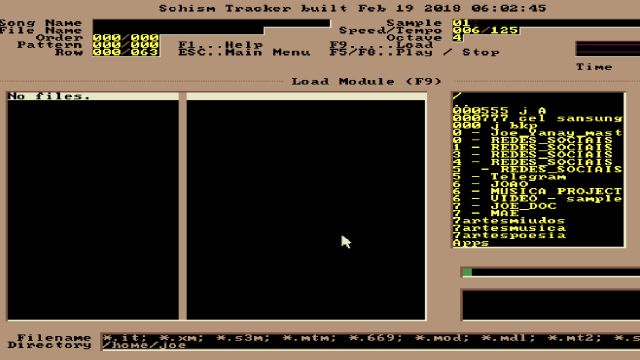 Schism Tracker built Feb 19 2018 06:02:45
Song Name
File Name
Order 000/000
Pattern 000/000
Row 000/063
F1...Help
ESC..Main Menu
F9.....Load
F5/F8..Play / Stop
Sample 01
Speed/Tempo 006/125
Octave 4
Time
Load Module (F9)
No files.
/
000555 j A
000777 cel sansung
000 j bkp
0 - Joe_Yanay_mast
0 - REDES_SOCIAIS
1 - REDES_SOCIAIS
3 - REDES_SOCIAIS
4 - REDES_SOCIAIS
5 - REDES_SOCIAIS
5 - Telegram
6 - JOAO
6 - MUSICA PROJECT
6 - VIDEO - sample
7 - JOE_DOC
7 - MAE
7artesmiudos
7artesmusica
7artespoesia
Apps
Filename *.it; *.xm; *.s3m; *.mtm; *.669; *.mod; *.mdl; *.mt2; *.s
Directory /home/joe